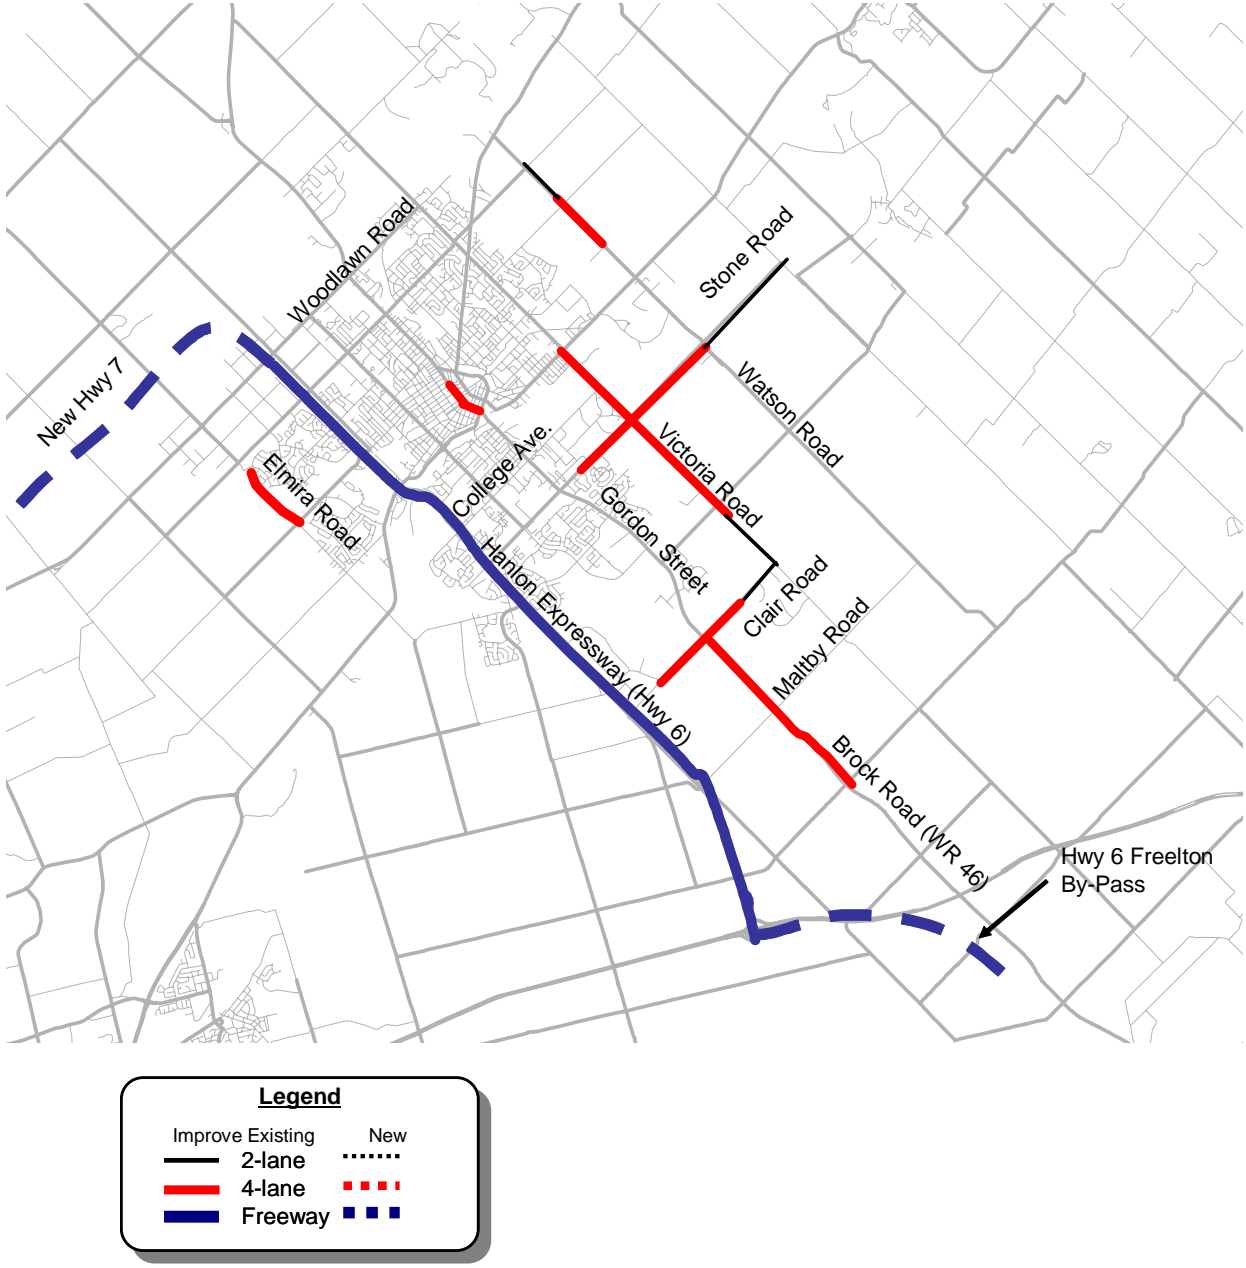 Woodlawn Road
Stone Road
New Hwy 7
Watson Road
College Ave.
Victoria Road
Elmira Road
Gordon Street
Hanlon Expressway (Hwy 6)
Clair Road
Maltby Road
Brock Road (WR 46)
Hwy 6 Freelton
By-Pass
Legend
Improve Existing New
2-lane
4-lane
Freeway